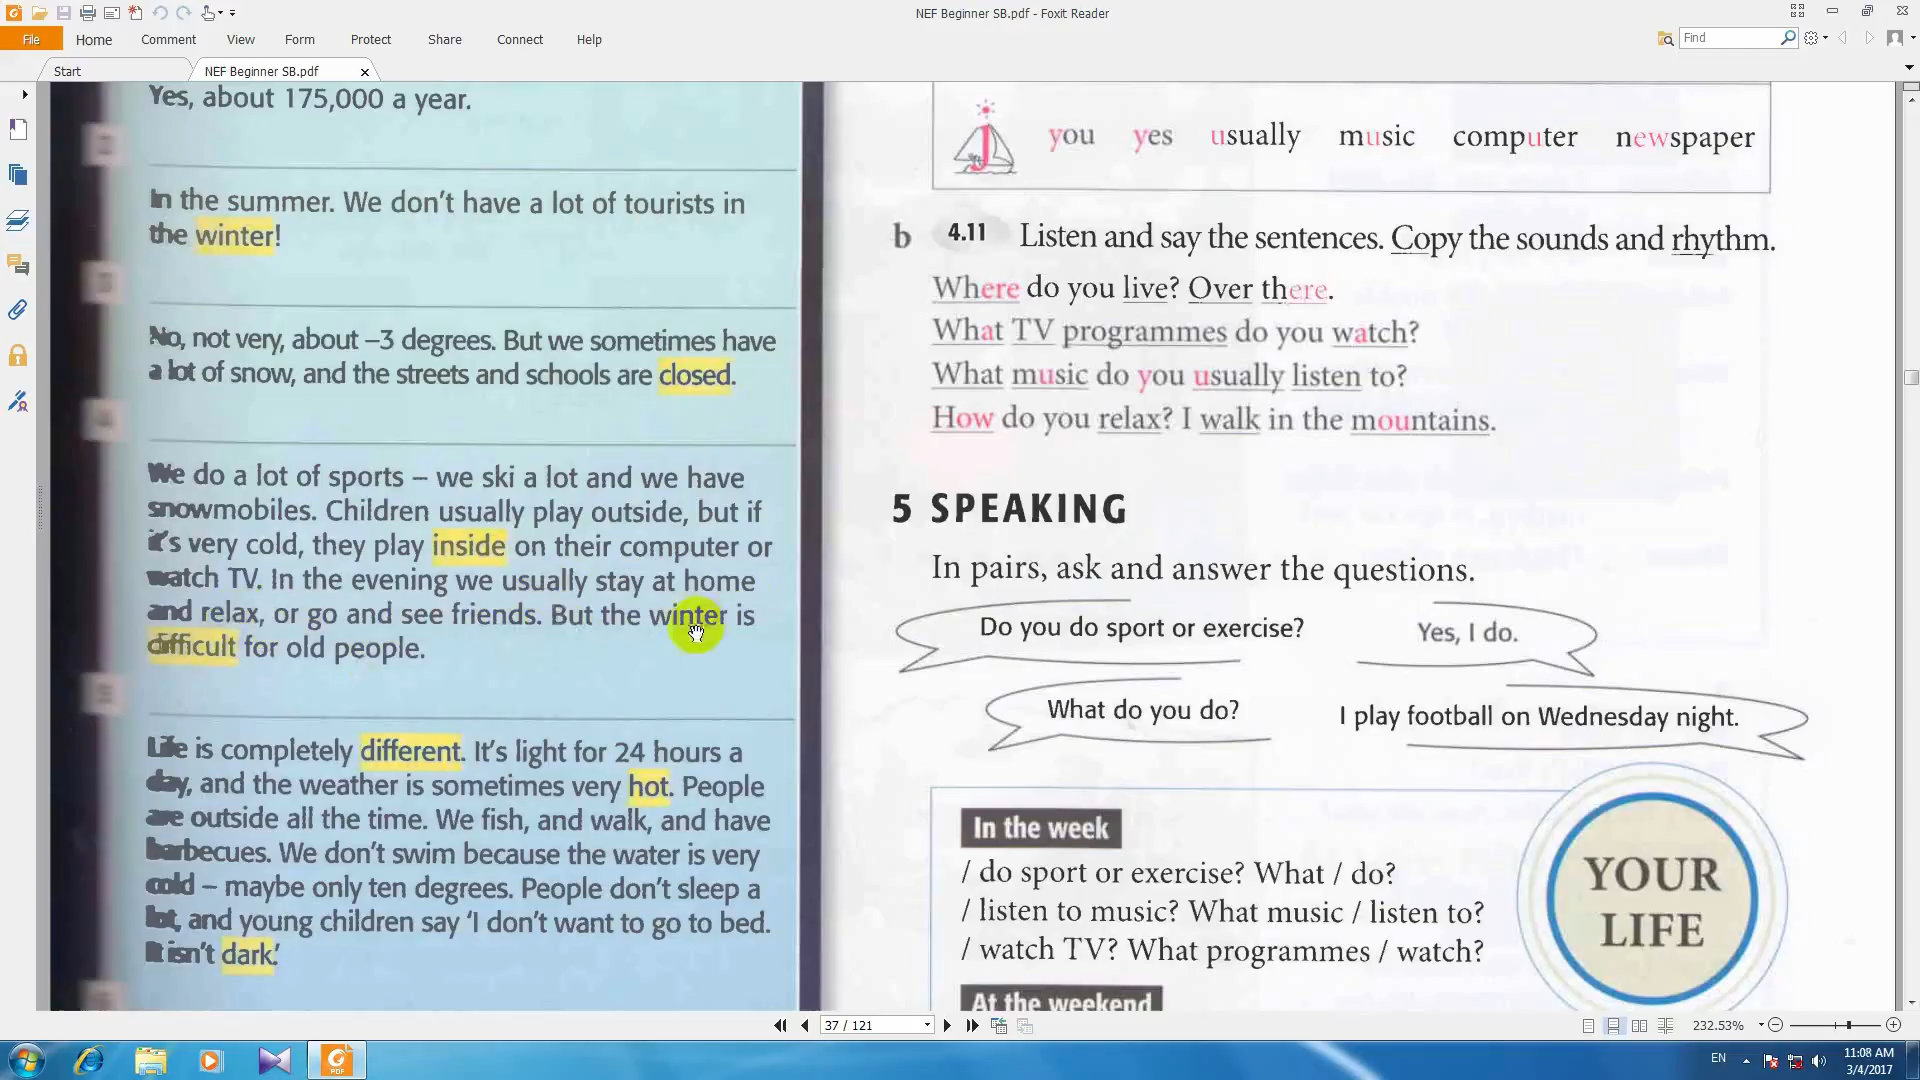 NEF Beginner SB.pdf - Foxit Reader
File Home Comment View Form Protect Share Connect Help
Find
Start
NEF Beginner SB.pdf
Yes, about 175,000 a year.
In the summer. We don't have a lot of tourists in
the winter!
No, not very, about –3 degrees. But we sometimes have
a lot of snow, and the streets and schools are closed.
We do a lot of sports – we ski a lot and we have
snowmobiles. Children usually play outside, but if
it's very cold, they play inside on their computer or
watch TV. In the evening we usually stay at home
and relax, or go and see friends. But the winter is
difficult for old people.
Life is completely different. It's light for 24 hours a
day, and the weather is sometimes very hot. People
are outside all the time. We fish, and walk, and have
barbecues. We don't swim because the water is very
cold – maybe only ten degrees. People don't sleep a
lot, and young children say 'I don't want to go to bed.
It isn't dark.'
you yes usually music computer newspaper
b 4.11 Listen and say the sentences. Copy the sounds and rhythm.
Where do you live? Over there.
What TV programmes do you watch?
What music do you usually listen to?
How do you relax? I walk in the mountains.
5 SPEAKING
In pairs, ask and answer the questions.
Do you do sport or exercise?
Yes, I do.
What do you do?
I play football on Wednesday night.
In the week
/ do sport or exercise? What / do?
/ listen to music? What music / listen to?
/ watch TV? What programmes / watch?
At the weekend
YOUR
LIFE
37 / 121
232.53%
EN
11:08 AM
3/4/2017